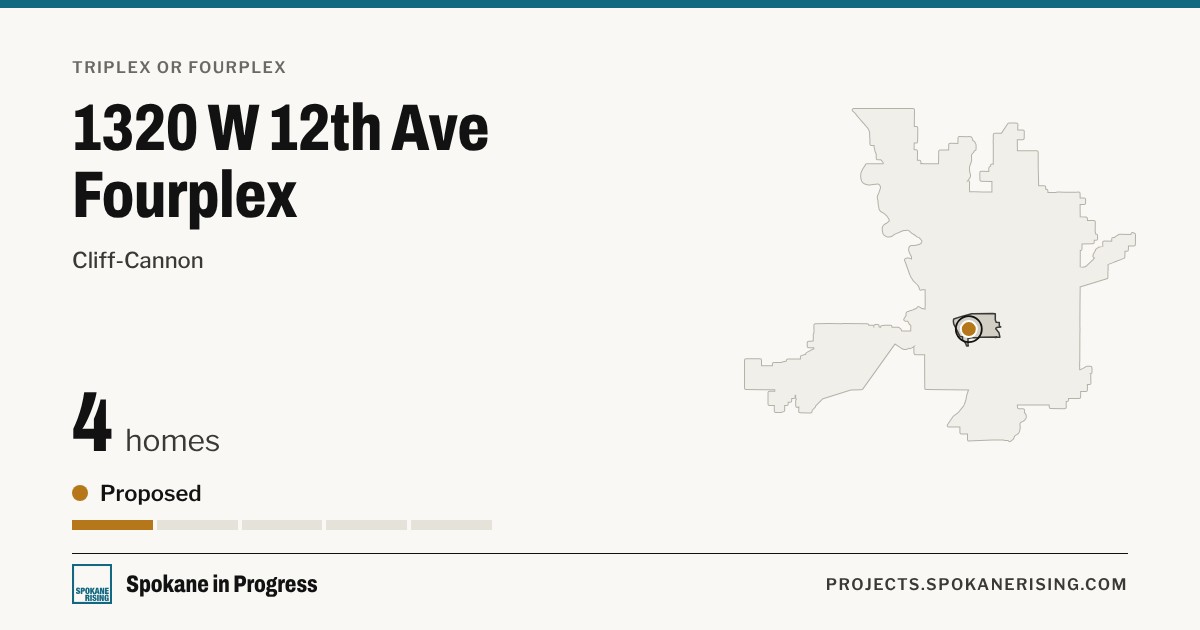 TRIPLEX OR FOURPLEX
1320 W 12th Ave
Fourplex
Cliff-Cannon
4 homes
Proposed
SPOKANE
RISING
Spokane in Progress
PROJECTS.SPOKANERISING.COM